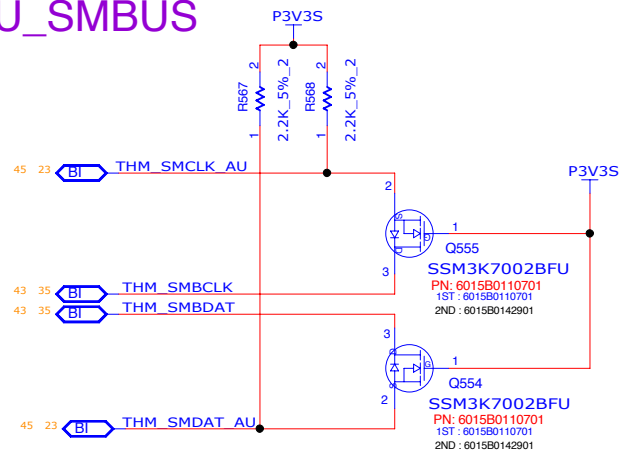 U_SMBUS
P3V3S
2
R567
1
2.2K_5%_2
2
R568
1
2.2K_5%_2
45 23 BI THM_SMCLK_AU
P3V3S
2
S
G
D
1
Q555
3
SSM3K7002BFU
PN: 6015B0110701
1ST : 6015B0110701
2ND : 6015B0142901
43 35 BI THM_SMBCLK
43 35 BI THM_SMBDAT
3
D
G
S
1
Q554
2
SSM3K7002BFU
PN: 6015B0110701
1ST : 6015B0110701
2ND : 6015B0142901
45 23 BI THM_SMDAT_AU